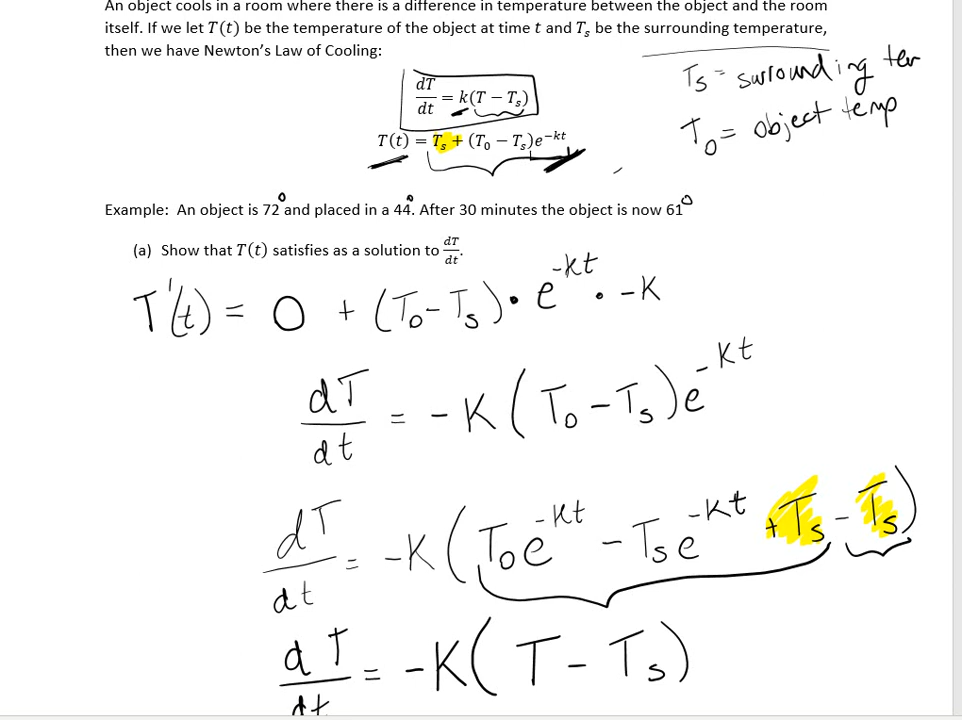 An object cools in a room where there is a difference in temperature between the object and the room
itself. If we let T(t) be the temperature of the object at time t and Tₛ be the surrounding temperature,
then we have Newton's Law of Cooling:
Tₛ = surrounding tem
dT/dt = k(T − Tₛ)
T₀ = object temp
T(t) = Tₛ + (T₀ − Tₛ)e^−kt
Example: An object is 72° and placed in a 44°. After 30 minutes the object is now 61°
(a) Show that T(t) satisfies as a solution to dT/dt.
T'(t) = 0 + (T₀ − Tₛ) • e^−kt • −K
dT/dt = −K(T₀ − Tₛ)e^−Kt
dT/dt = −K(T₀e^−Kt − Tₛe^−Kt + Tₛ − Tₛ)
dT/dt = −K(T − Tₛ)